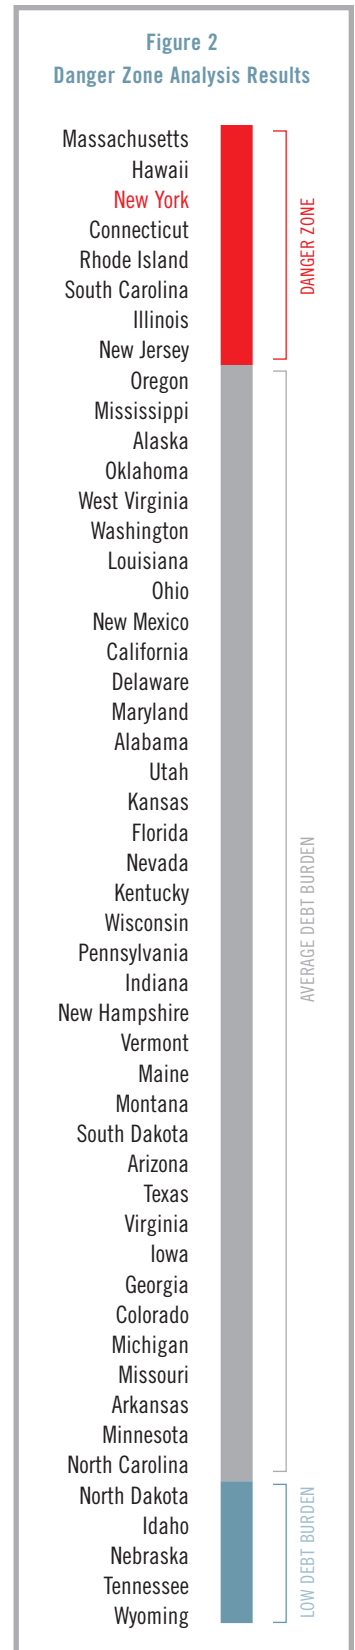 Figure 2
Danger Zone Analysis Results
Massachusetts
Hawaii
New York
Connecticut
Rhode Island
South Carolina
Illinois
New Jersey
DANGER ZONE
Oregon
Mississippi
Alaska
Oklahoma
West Virginia
Washington
Louisiana
Ohio
New Mexico
California
Delaware
Maryland
Alabama
Utah
Kansas
Florida
Nevada
Kentucky
Wisconsin
Pennsylvania
Indiana
New Hampshire
Vermont
Maine
Montana
South Dakota
Arizona
Texas
Virginia
Iowa
Georgia
Colorado
Michigan
Missouri
Arkansas
Minnesota
North Carolina
AVERAGE DEBT BURDEN
North Dakota
Idaho
Nebraska
Tennessee
Wyoming
LOW DEBT BURDEN